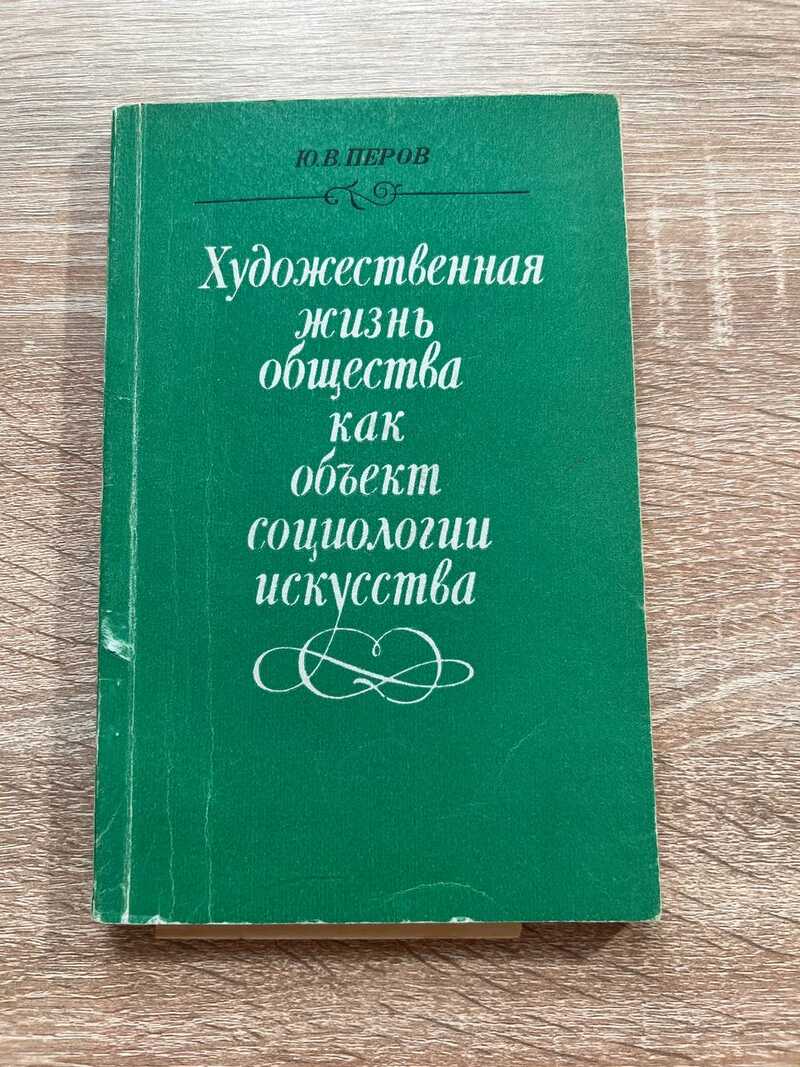 Ю.В. ПЕРОВ
Художественная
жизнь
общества
как
объект
социологии
искусства